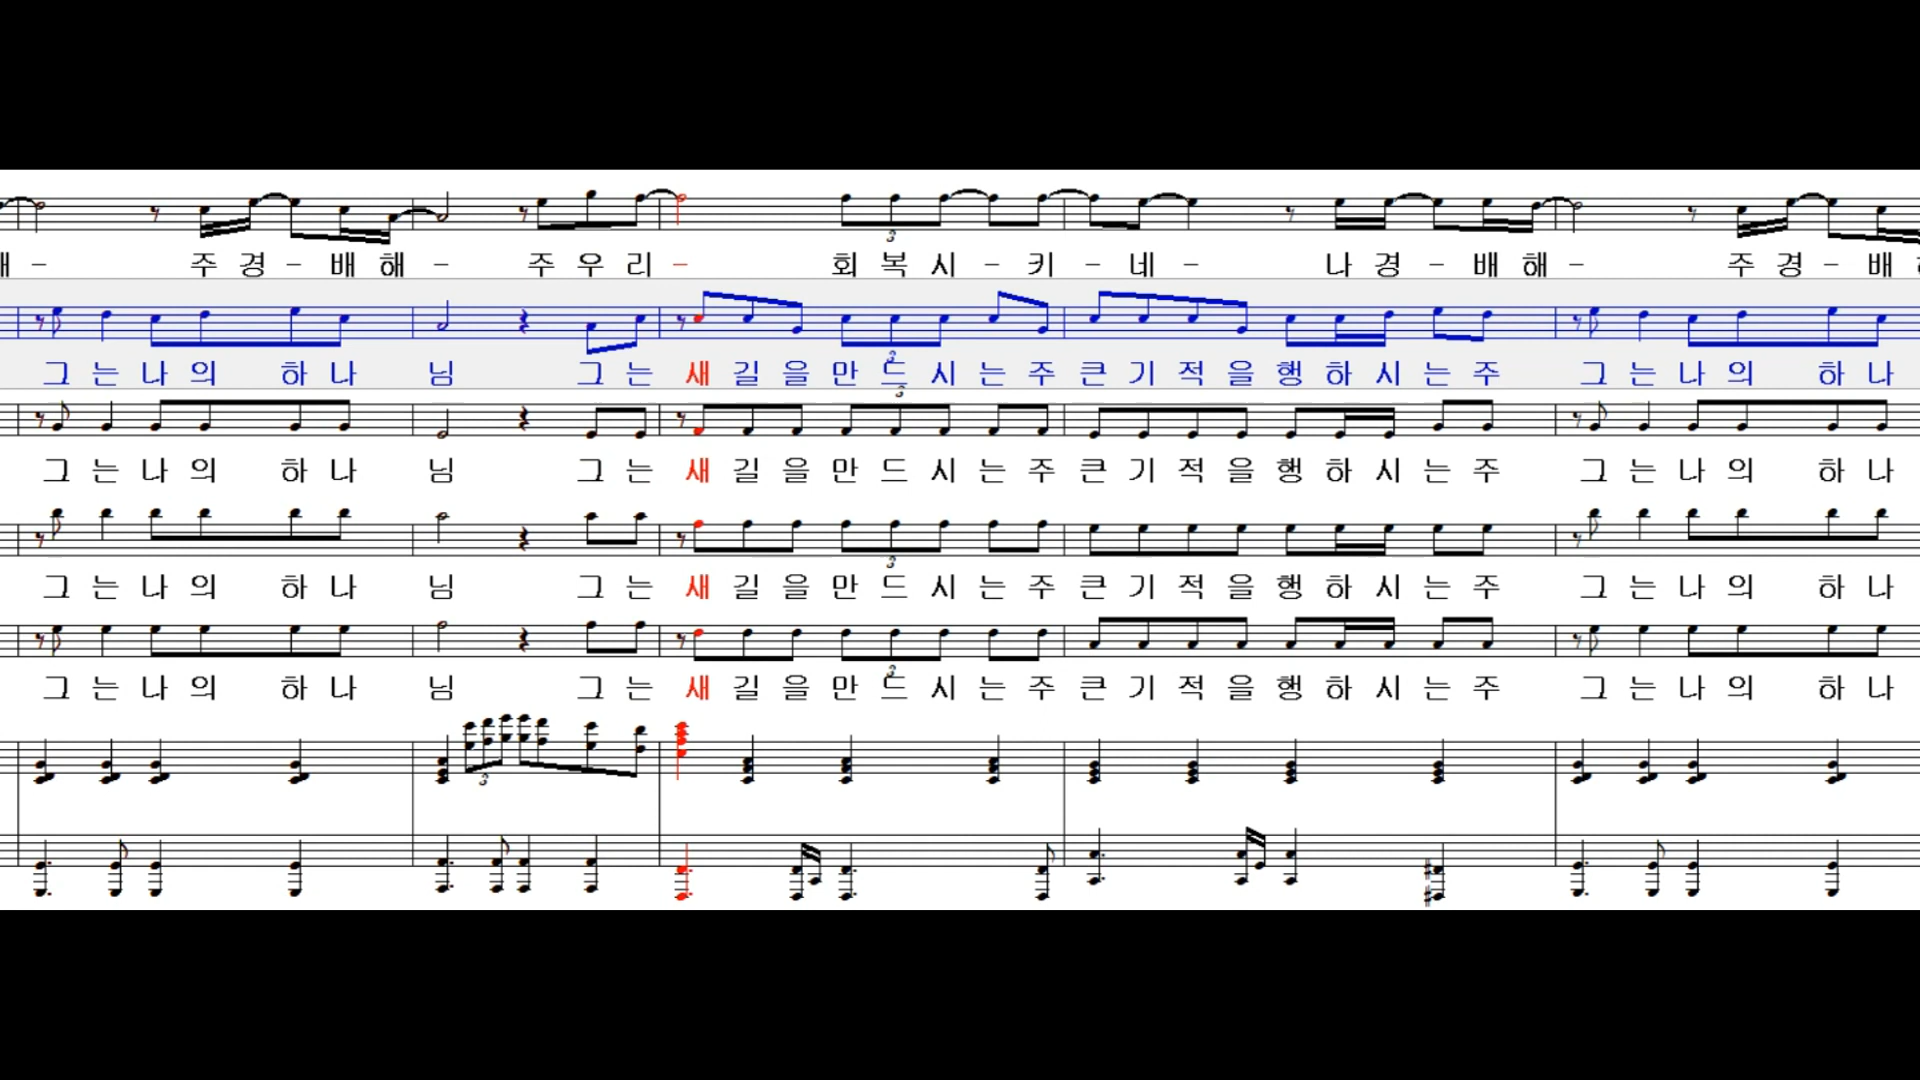 - 주 경 - 배 해 - 주 우 리 - 회 복 시 - 키 - 네 - 나 경 - 배 해 - 주 경 - 배
3
그 는 나 의 하 나 님 그 는 새 길 을 만 드 시 는 주 큰 기 적 을 행 하 시 는 주 그 는 나 의 하 나
3
3
그 는 나 의 하 나 님 그 는 새 길 을 만 드 시 는 주 큰 기 적 을 행 하 시 는 주 그 는 나 의 하 나
3
그 는 나 의 하 나 님 그 는 새 길 을 만 드 시 는 주 큰 기 적 을 행 하 시 는 주 그 는 나 의 하 나
3
그 는 나 의 하 나 님 그 는 새 길 을 만 드 시 는 주 큰 기 적 을 행 하 시 는 주 그 는 나 의 하 나
3